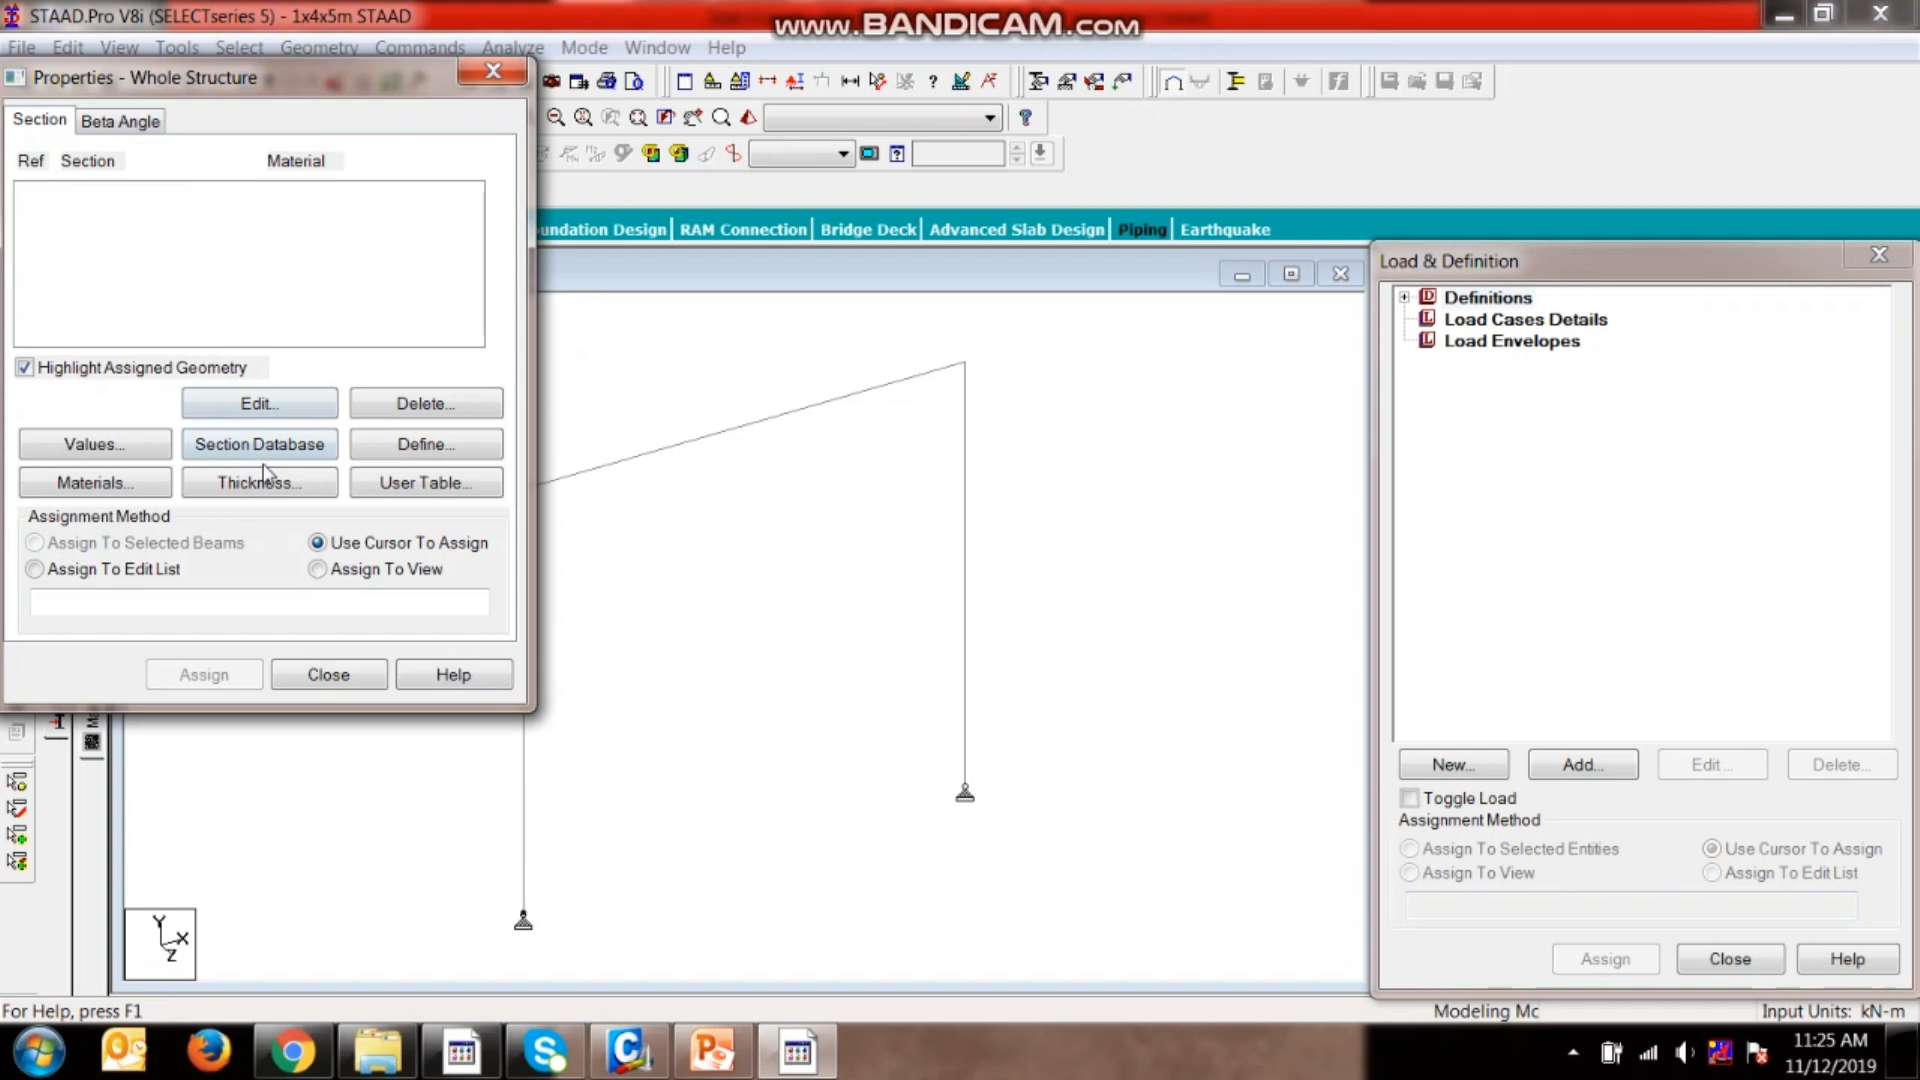 STAAD.Pro V8i (SELECTseries 5) - 1x4x5m STAAD
www.BANDICAM.com
File Edit View Tools Select Geometry Commands Analyze Mode Window Help
Properties - Whole Structure
Section Beta Angle
Ref Section Material
Highlight Assigned Geometry
Edit... Delete...
Values... Section Database Define...
Materials... Thickness... User Table...
Assignment Method
Assign To Selected Beams Use Cursor To Assign
Assign To Edit List Assign To View
Assign Close Help
undation Design RAM Connection Bridge Deck Advanced Slab Design Piping Earthquake
Load & Definition
Definitions
Load Cases Details
Load Envelopes
New... Add... Edit... Delete...
Toggle Load
Assignment Method
Assign To Selected Entities Use Cursor To Assign
Assign To View Assign To Edit List
Assign Close Help
Y
X
Z
For Help, press F1
Modeling Mc
Input Units: kN-m
11:25 AM
11/12/2019